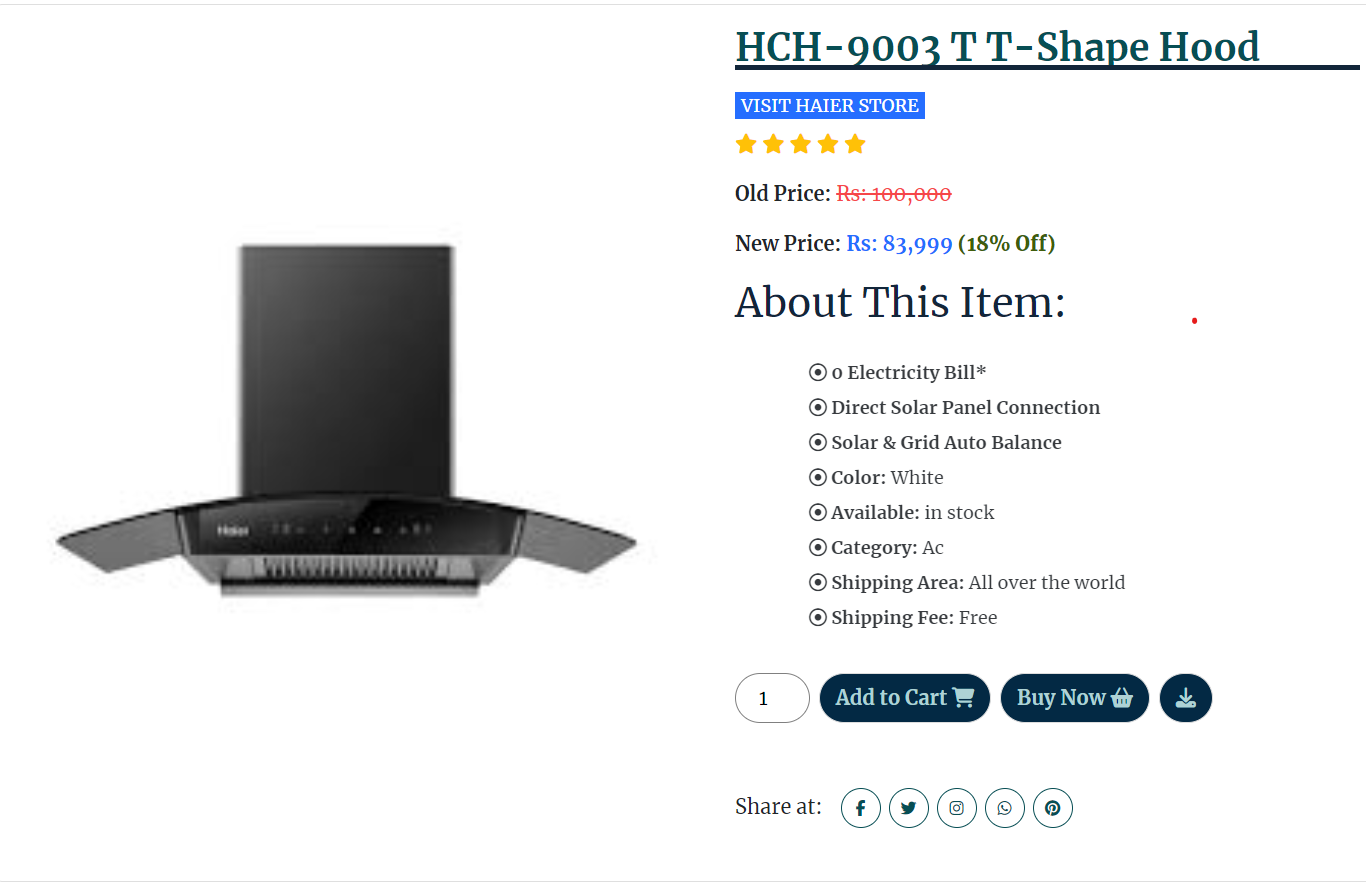 HCH-9003 T T-Shape Hood
VISIT HAIER STORE
Old Price: Rs: 100,000
New Price: Rs: 83,999 (18% Off)
About This Item:
0 Electricity Bill*
Direct Solar Panel Connection
Solar & Grid Auto Balance
Color: White
Available: in stock
Category: Ac
Shipping Area: All over the world
Shipping Fee: Free
Haier
1
Add to Cart
Buy Now
Share at: